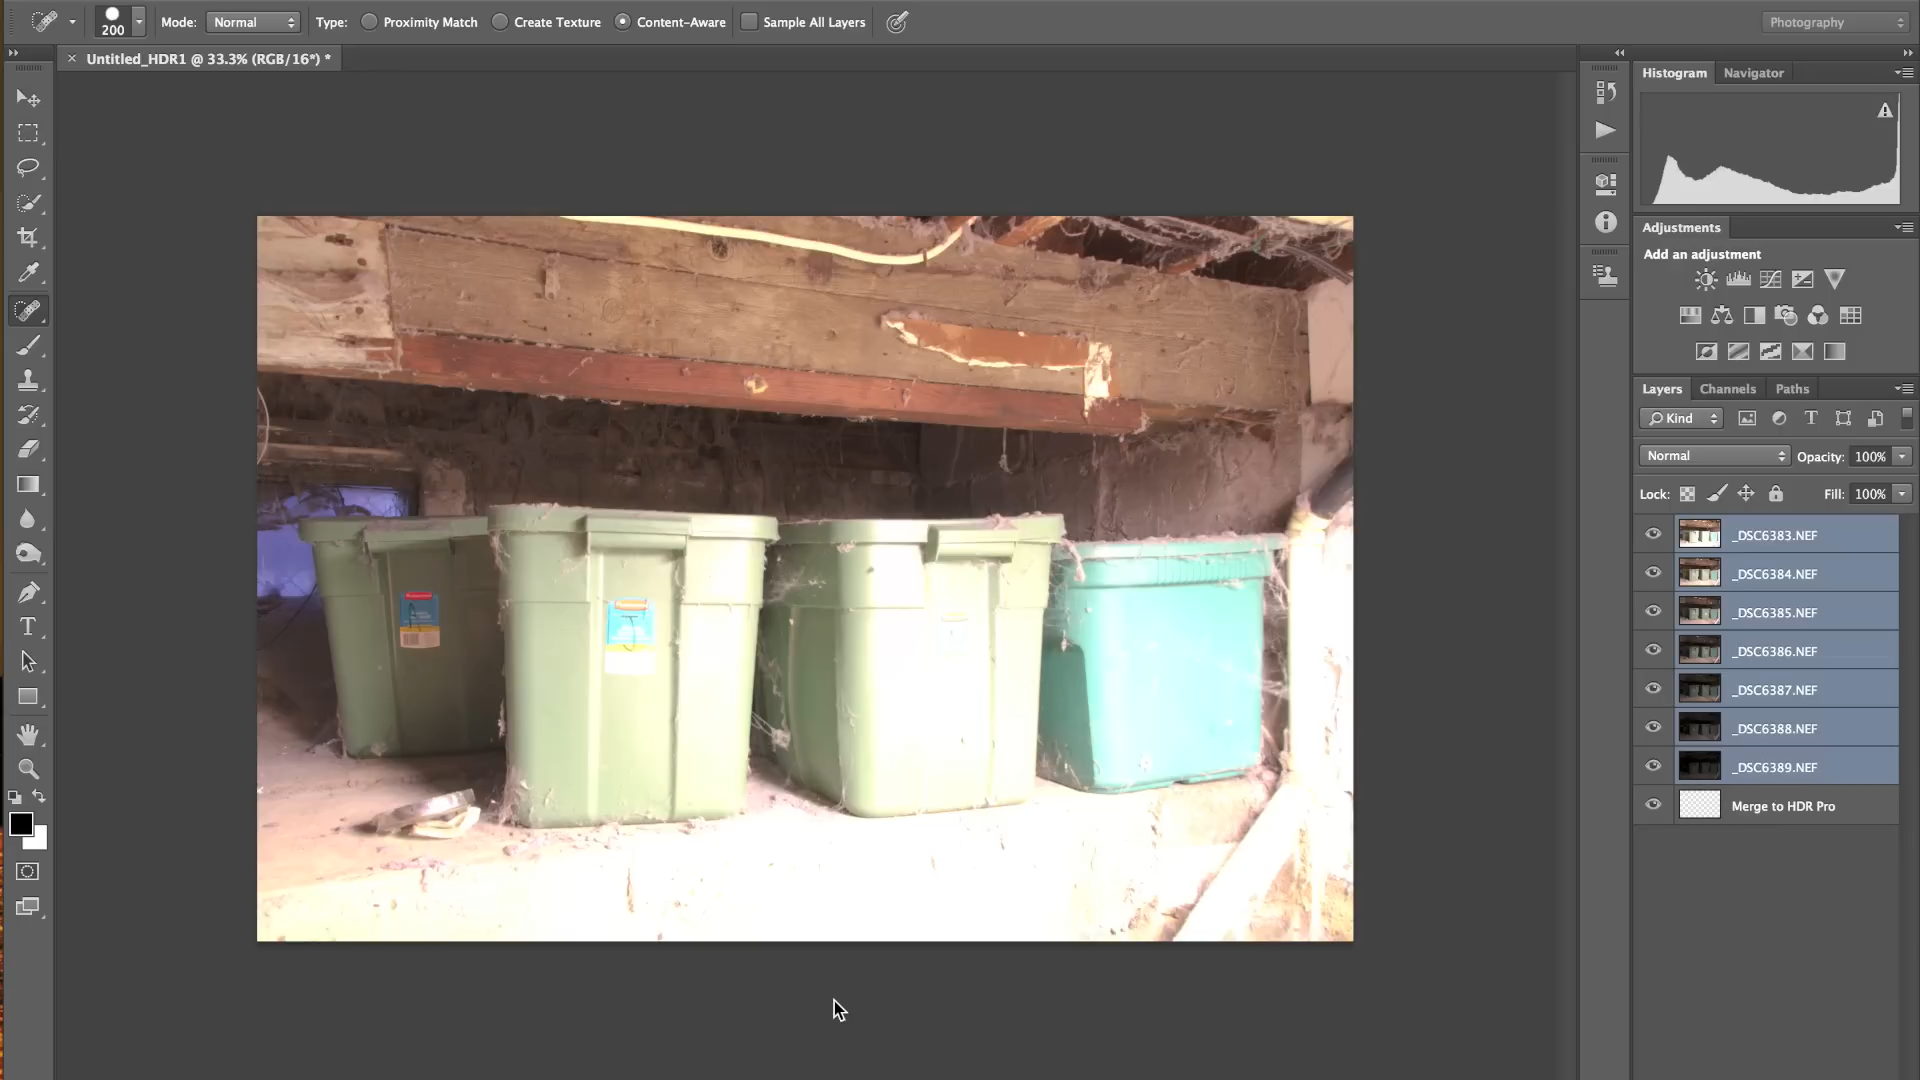 200
Mode: Normal
Type: Proximity Match Create Texture Content-Aware Sample All Layers
Photography
Untitled_HDR1 @ 33.3% (RGB/16*) *
Histogram Navigator
Adjustments
Add an adjustment
Layers Channels Paths
Kind
Normal Opacity: 100%
Lock: Fill: 100%
_DSC6383.NEF
_DSC6384.NEF
_DSC6385.NEF
_DSC6386.NEF
_DSC6387.NEF
_DSC6388.NEF
_DSC6389.NEF
Merge to HDR Pro